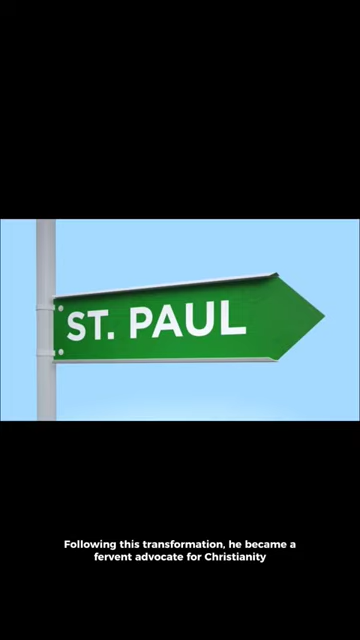 ST. PAUL
Following this transformation, he became a
fervent advocate for Christianity